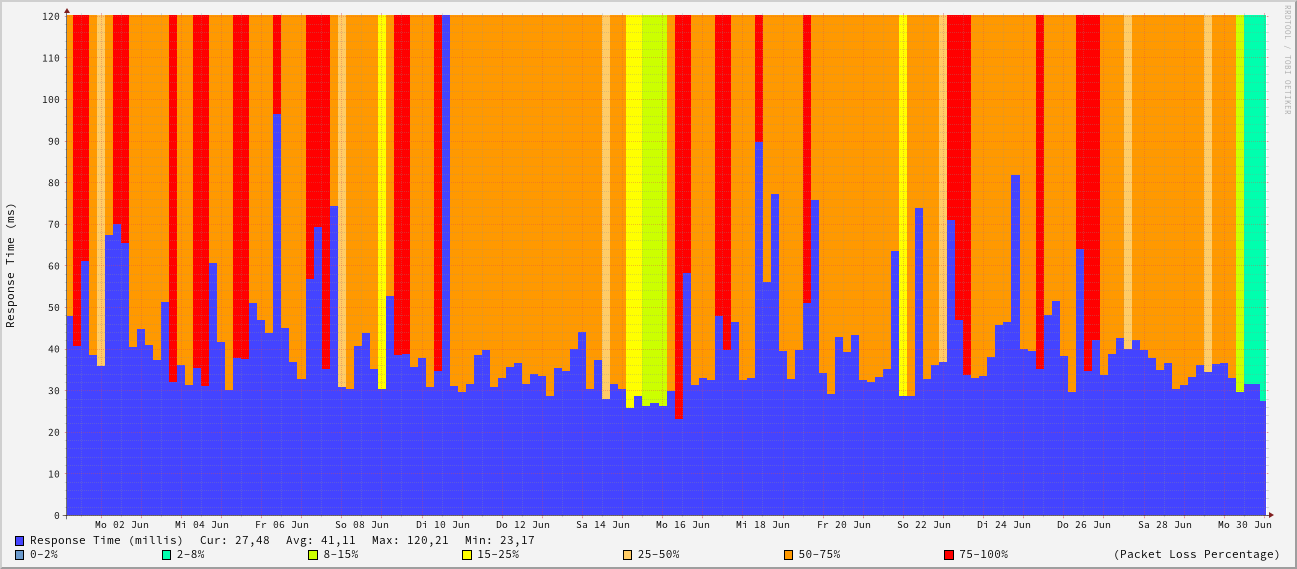 RRDTOOL / TOBI OETIKER
Response Time (ms)
120
110
100
90
80
70
60
50
40
30
20
10
0
Mo 02 Jun Mi 04 Jun Fr 06 Jun So 08 Jun Di 10 Jun Do 12 Jun Sa 14 Jun Mo 16 Jun Mi 18 Jun Fr 20 Jun So 22 Jun Di 24 Jun Do 26 Jun Sa 28 Jun Mo 30 Jun
Response Time (millis) Cur: 27,48 Avg: 41,11 Max: 120,21 Min: 23,17
0-2% 2-8% 8-15% 15-25% 25-50% 50-75% 75-100% (Packet Loss Percentage)